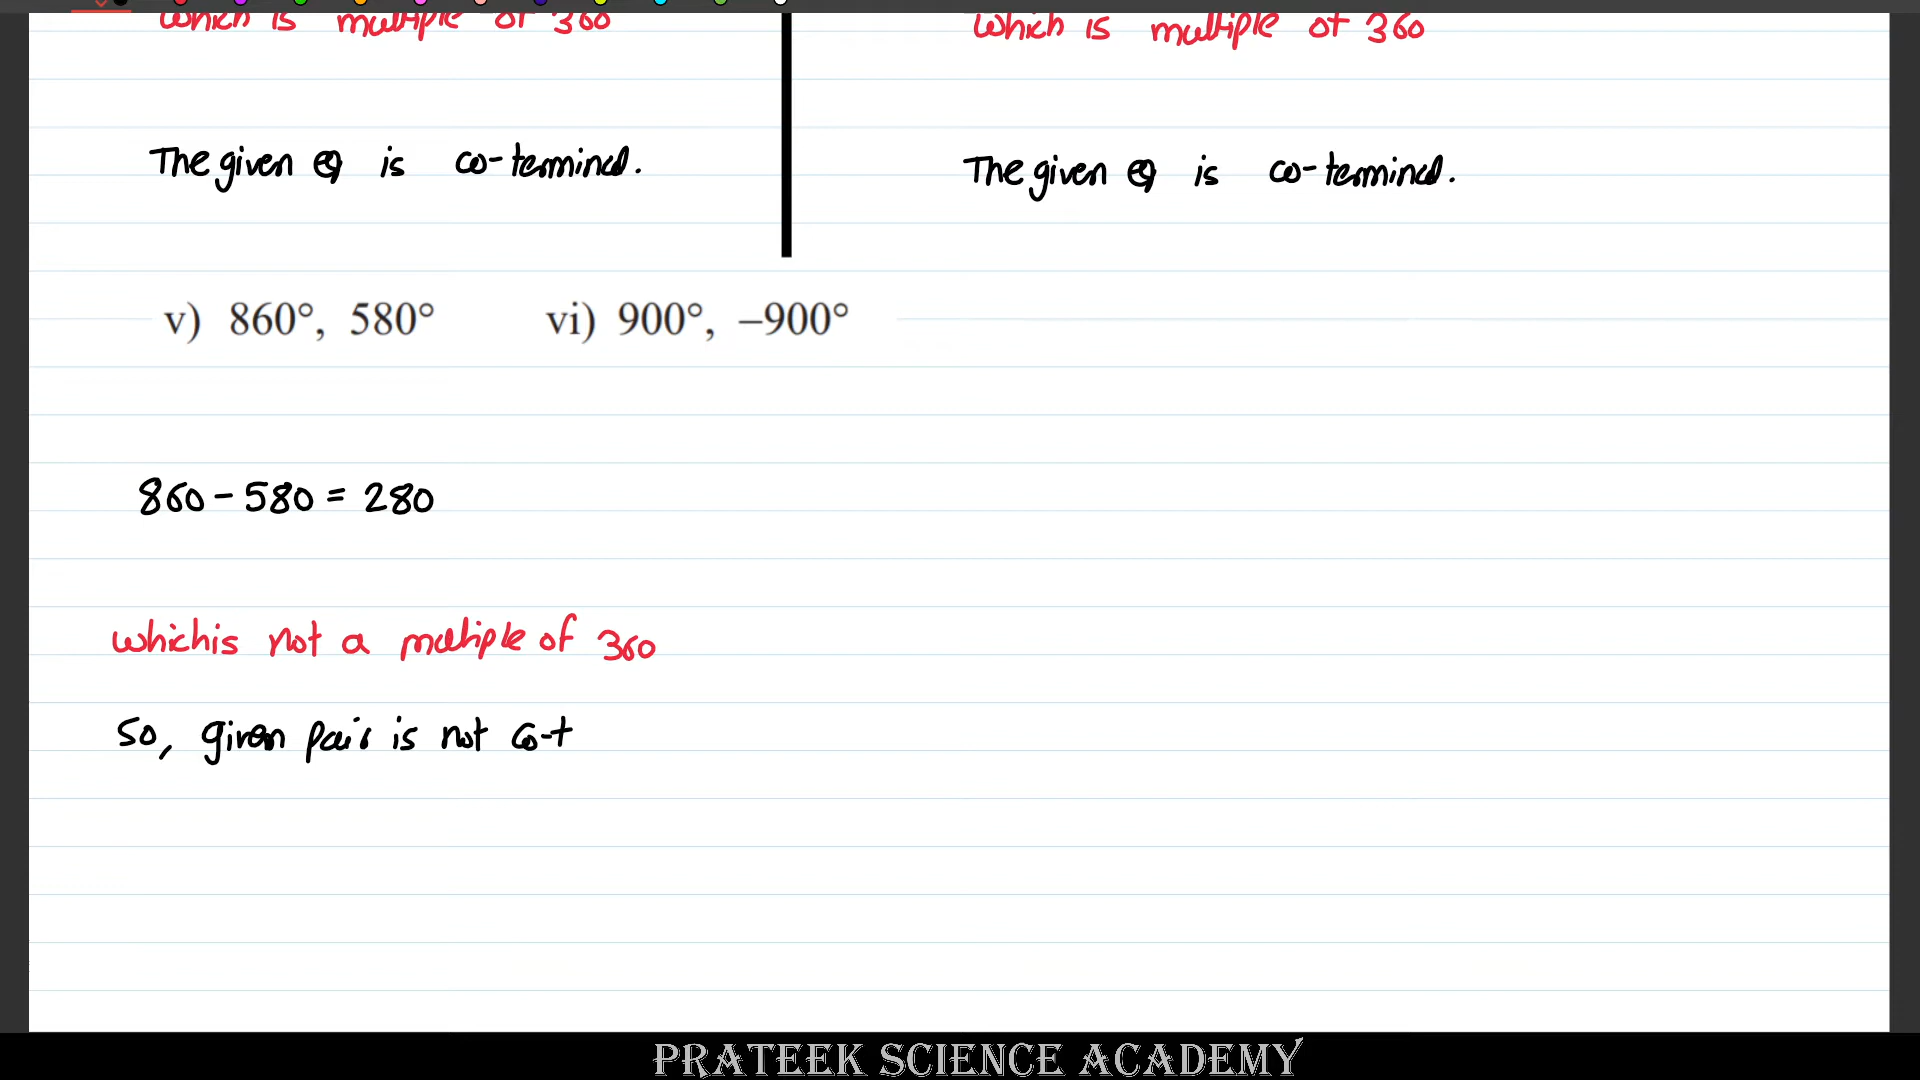 which is multiple of 360
which is multiple of 360
The given eq is co-terminal.
The given eq is co-terminal.
v) 860°, 580° vi) 900°, –900°
860 - 580 = 280
which is not a multiple of 360
So, given pair is not co-t
PRATEEK SCIENCE ACADEMY